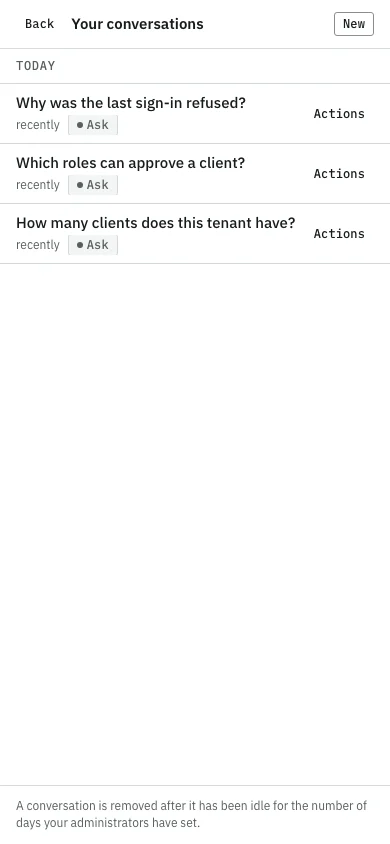 Back Your conversations New
TODAY
Why was the last sign-in refused?
recently Ask
Actions
Which roles can approve a client?
recently Ask
Actions
How many clients does this tenant have?
recently Ask
Actions
A conversation is removed after it has been idle for the number of
days your administrators have set.